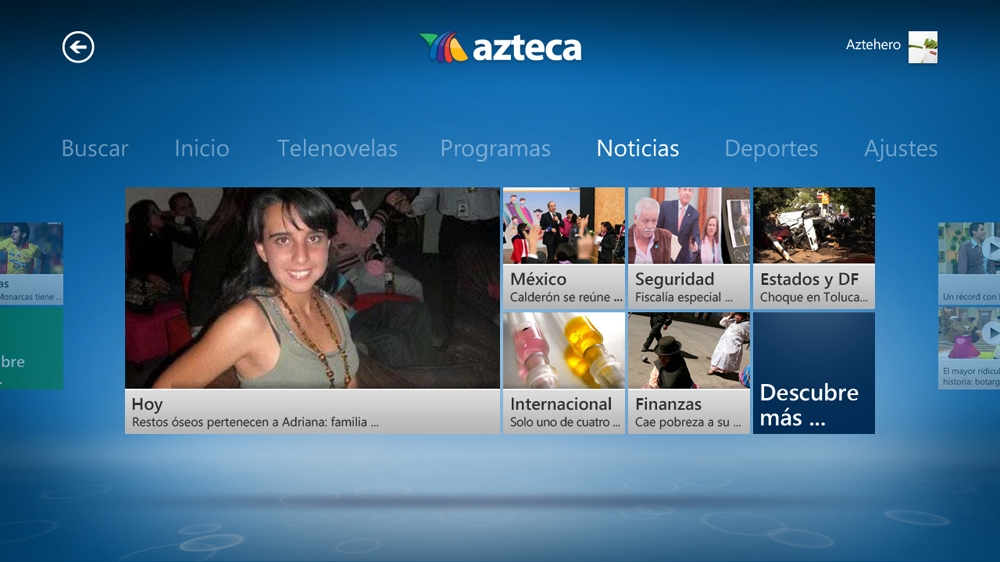 azteca
Aztehero
Buscar Inicio Telenovelas Programas Noticias Deportes Ajustes
Monarcas tiene ...
Hoy
Restos óseos pertenecen a Adriana: familia ...
México
Calderón se reúne ...
Seguridad
Fiscalía especial ...
Estados y DF
Choque en Toluca...
Internacional
Solo uno de cuatro ...
Finanzas
Cae pobreza a su ...
Descubre
más ...
Un récord con
El mayor ridícul
historia: botarg